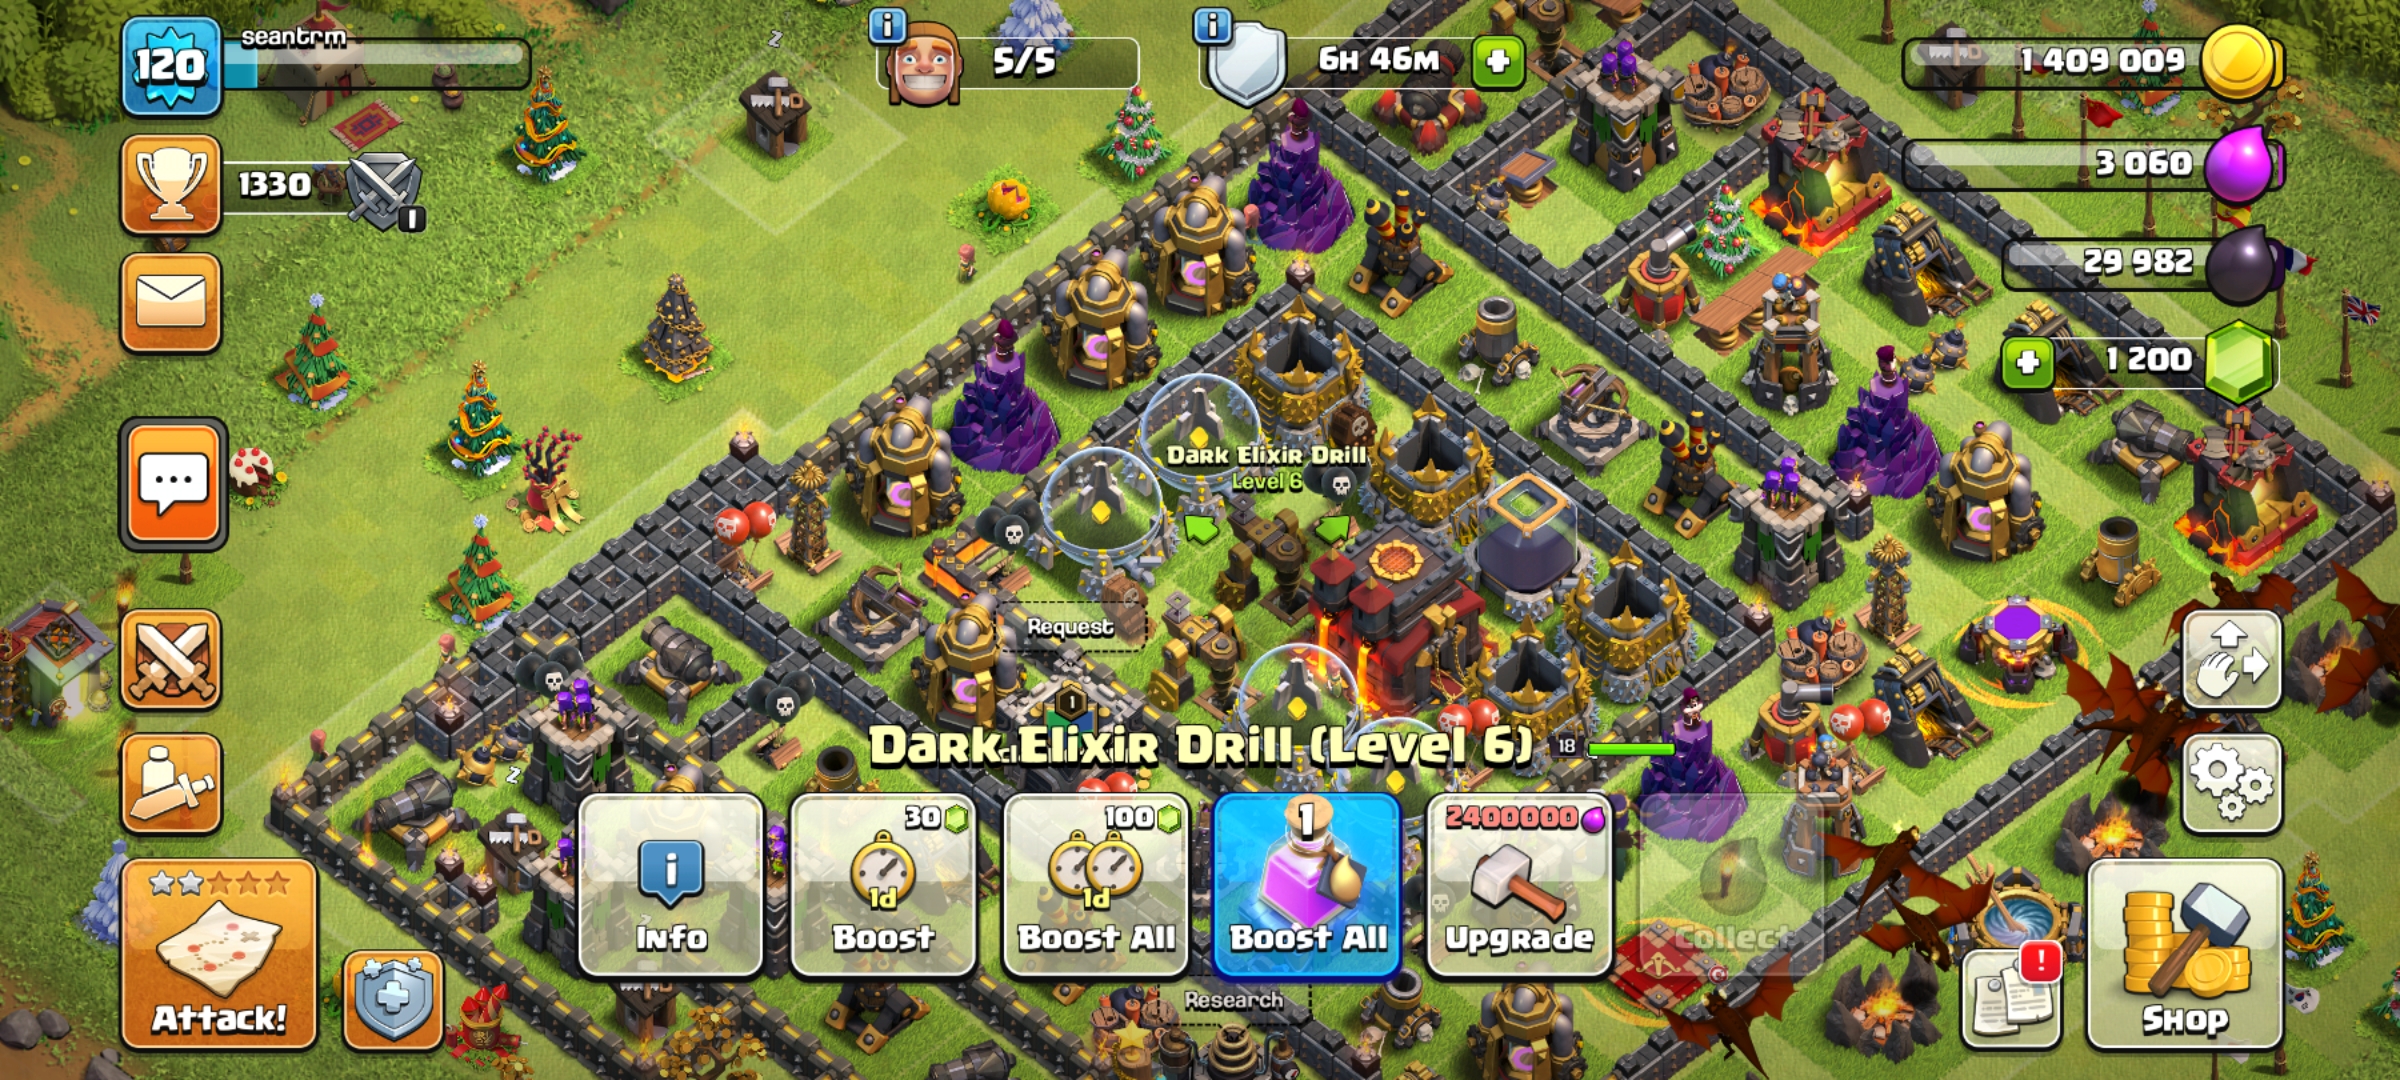 120
seantrm
5/5
6H 46M
1 409 009
1330
I
3 060
29 982
1 200
Dark Elixir Drill
Level 6
Request
1
Dark Elixir Drill (Level 6)
18
Info
30
1d
Boost
100
1d
Boost All
1
Boost All
2400000
Upgrade
Collect
Research
Attack!
!
Shop
z
z